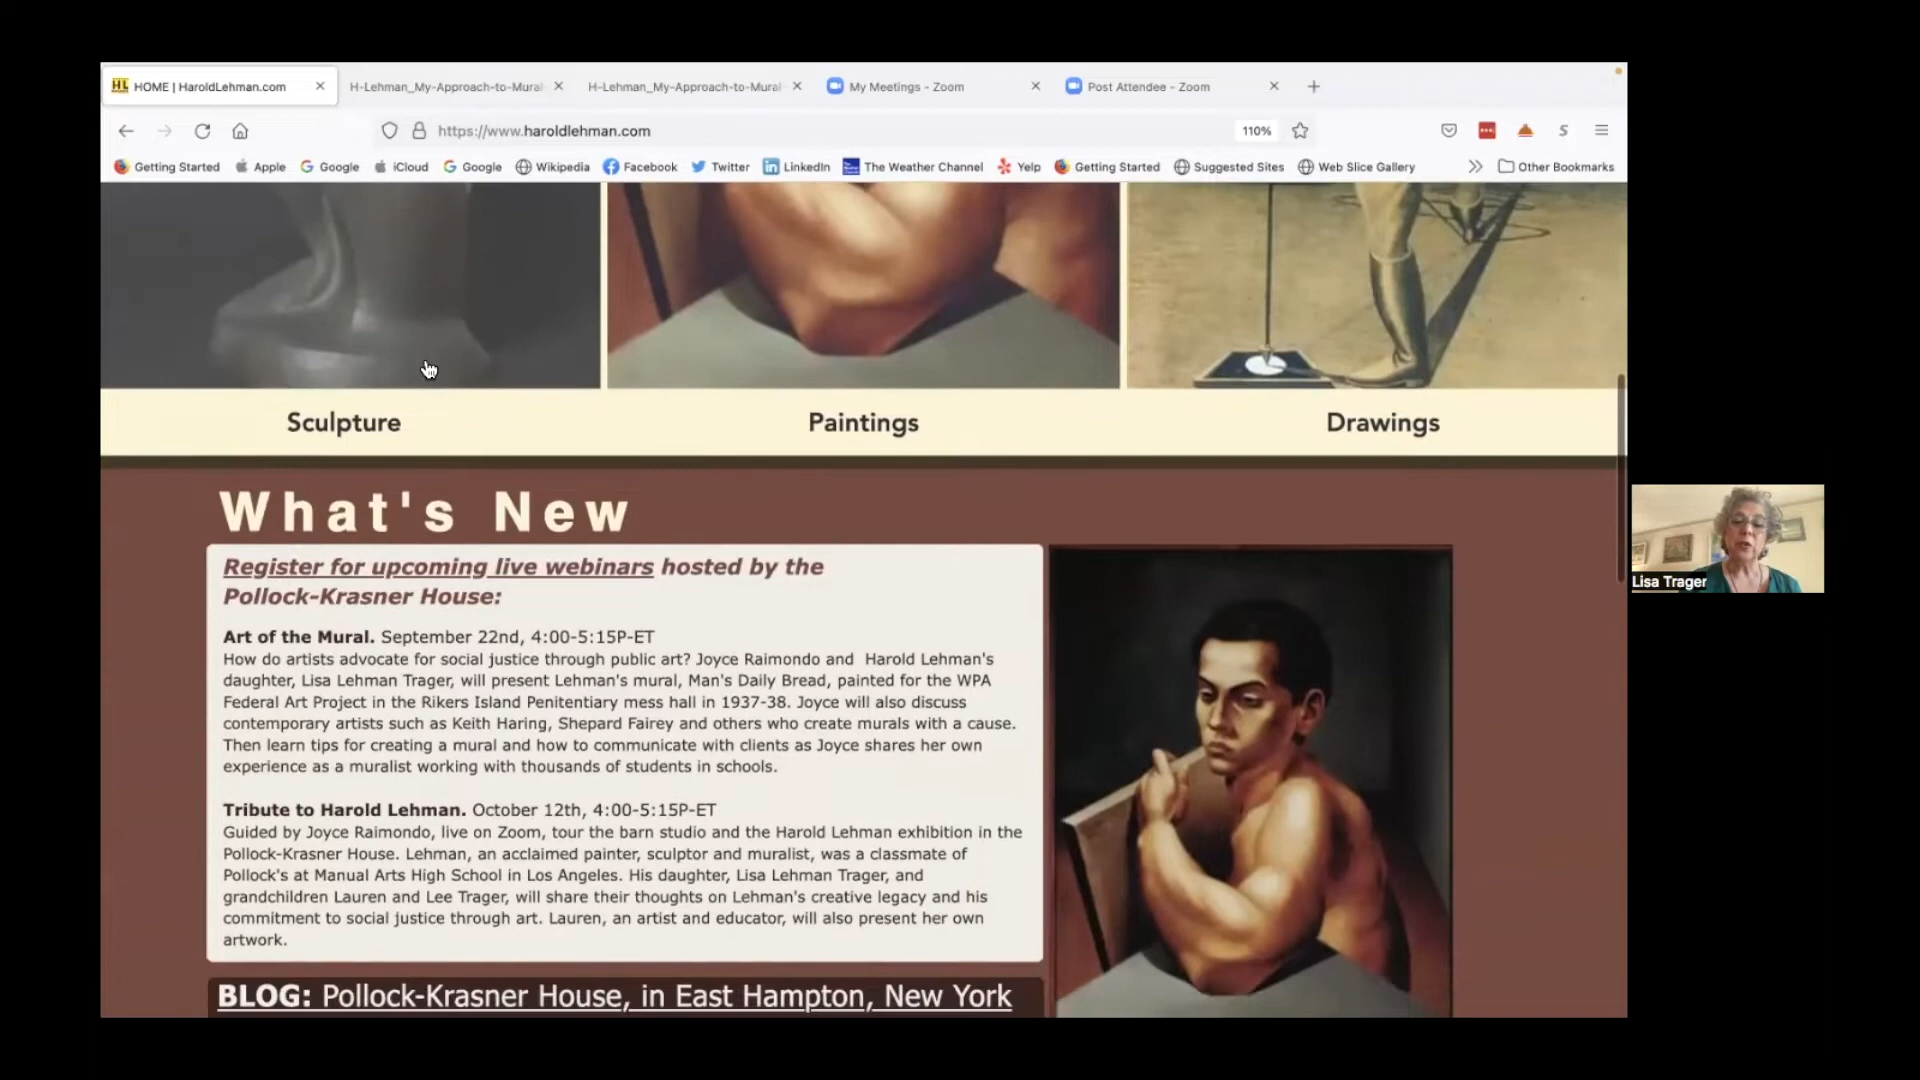 HL HOME | HaroldLehman.com
H-Lehman_My-Approach-to-Mural
H-Lehman_My-Approach-to-Mural
My Meetings - Zoom
Post Attendee - Zoom
https://www.haroldlehman.com
110%
S
Getting Started
Apple
Google
iCloud
Google
Wikipedia
Facebook
Twitter
LinkedIn
The Weather Channel
Yelp
Getting Started
Suggested Sites
Web Slice Gallery
Other Bookmarks
Sculpture
Paintings
Drawings
What's New
Register for upcoming live webinars hosted by the
Pollock-Krasner House:
Art of the Mural. September 22nd, 4:00-5:15P-ET
How do artists advocate for social justice through public art? Joyce Raimondo and Harold Lehman's
daughter, Lisa Lehman Trager, will present Lehman's mural, Man's Daily Bread, painted for the WPA
Federal Art Project in the Rikers Island Penitentiary mess hall in 1937-38. Joyce will also discuss
contemporary artists such as Keith Haring, Shepard Fairey and others who create murals with a cause.
Then learn tips for creating a mural and how to communicate with clients as Joyce shares her own
experience as a muralist working with thousands of students in schools.
Tribute to Harold Lehman. October 12th, 4:00-5:15P-ET
Guided by Joyce Raimondo, live on Zoom, tour the barn studio and the Harold Lehman exhibition in the
Pollock-Krasner House. Lehman, an acclaimed painter, sculptor and muralist, was a classmate of
Pollock's at Manual Arts High School in Los Angeles. His daughter, Lisa Lehman Trager, and
grandchildren Lauren and Lee Trager, will share their thoughts on Lehman's creative legacy and his
commitment to social justice through art. Lauren, an artist and educator, will also present her own
artwork.
BLOG: Pollock-Krasner House, in East Hampton, New York
Lisa Trager